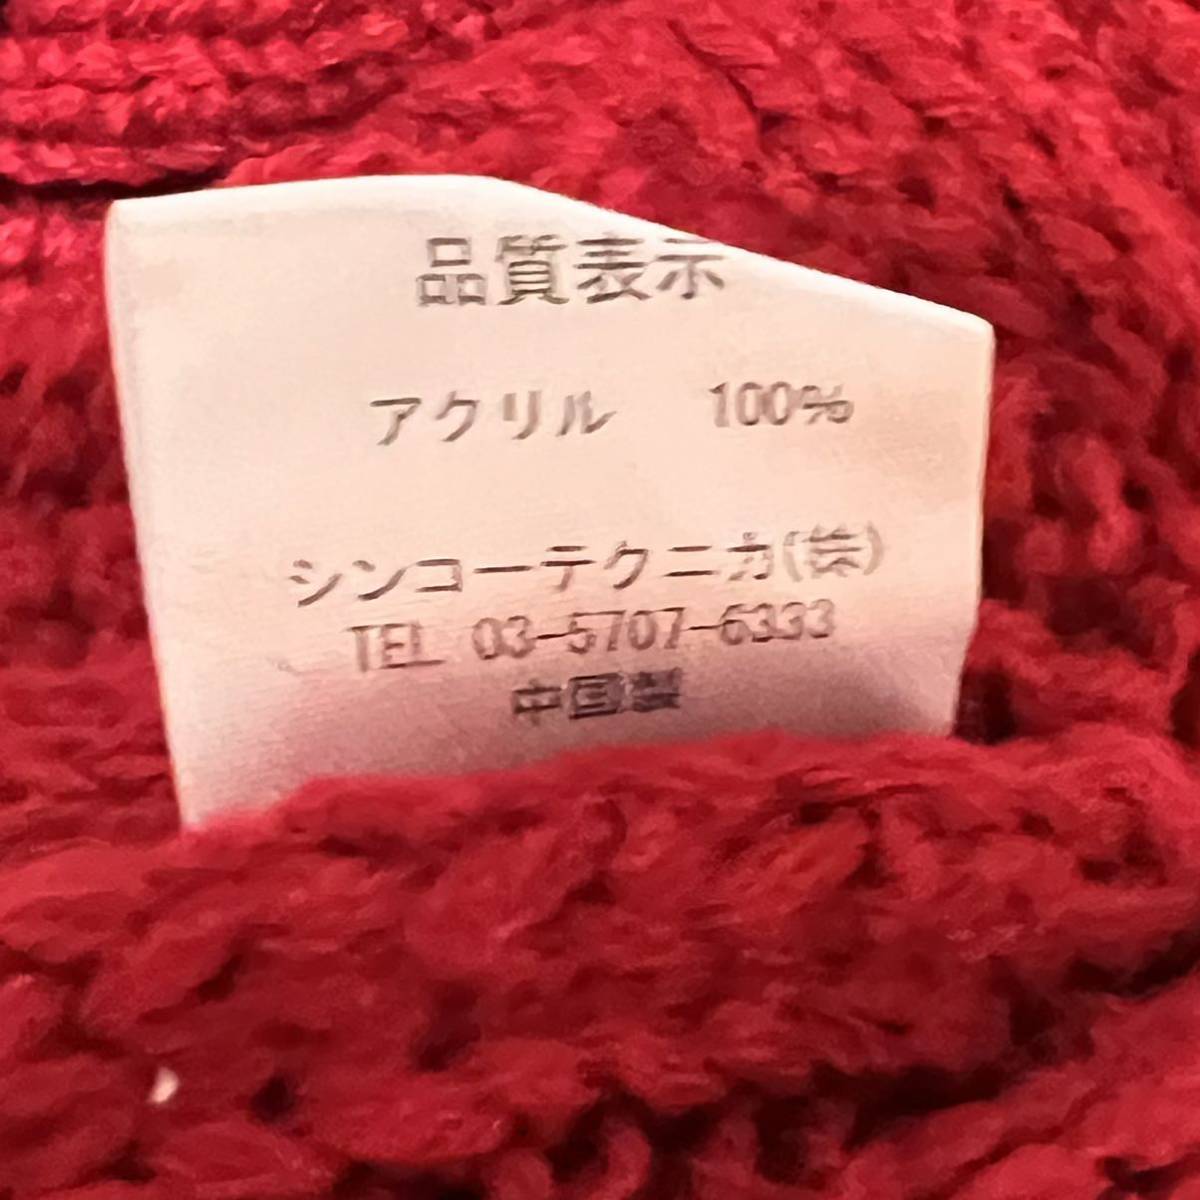 品質表示
アクリル 100%
シンコーテクニカ(株)
TEL 03-5707-6333
中国製